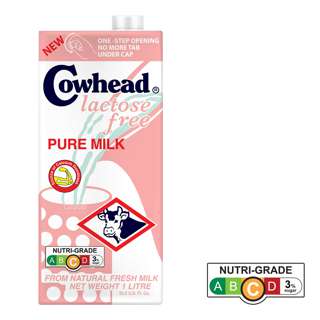 NEW
ONE-STEP OPENING
NO MORE TAB
UNDER CAP
Cowhead®
lactose
free
PURE MILK
NUTRI-GRADE
A B C D 3% sugar
FROM NATURAL FRESH MILK
NET WEIGHT 1 LITRE
NUTRI-GRADE
A B C D 3% sugar